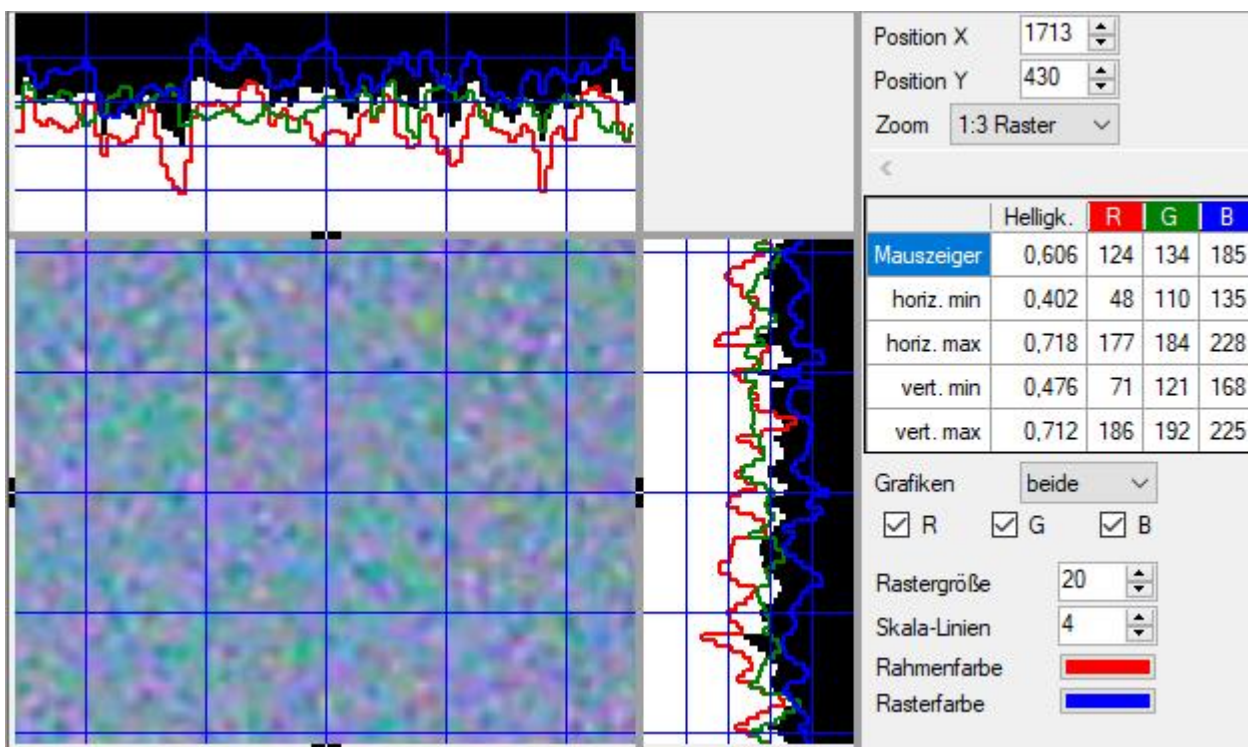 Position X 1713
Position Y 430
Zoom 1:3 Raster
Helligk. R G B
Mauszeiger 0,606 124 134 185
horiz. min 0,402 48 110 135
horiz. max 0,718 177 184 228
vert. min 0,476 71 121 168
vert. max 0,712 186 192 225
Grafiken beide
R G B
Rastergröße 20
Skala-Linien 4
Rahmenfarbe
Rasterfarbe